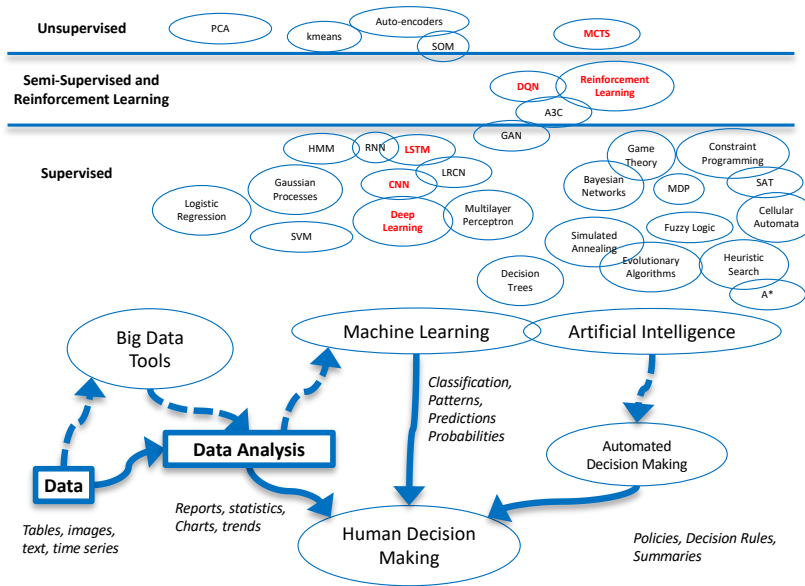 Unsupervised
PCA
kmeans
Auto-encoders
SOM
MCTS
Semi-Supervised and
Reinforcement Learning
DQN
Reinforcement
Learning
A3C
GAN
Supervised
HMM
RNN
LSTM
LRCN
CNN
Gaussian
Processes
Logistic
Regression
Deep
Learning
Multilayer
Perceptron
SVM
Decision
Trees
Game
Theory
Constraint
Programming
Bayesian
Networks
MDP
SAT
Cellular
Automata
Simulated
Annealing
Fuzzy Logic
Evolutionary
Algorithms
Heuristic
Search
A*
Big Data
Tools
Machine Learning
Artificial Intelligence
Classification,
Patterns,
Predictions
Probabilities
Data Analysis
Automated
Decision Making
Data
Tables, images,
text, time series
Reports, statistics,
Charts, trends
Human Decision
Making
Policies, Decision Rules,
Summaries